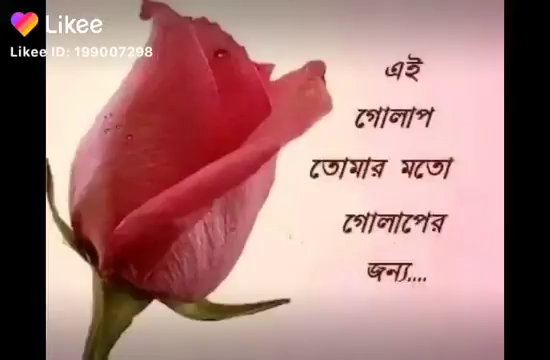 Likee
Likee ID: 199007298
এই
গোলাপ
তোমার মতো
গোলাপের
জন্য....